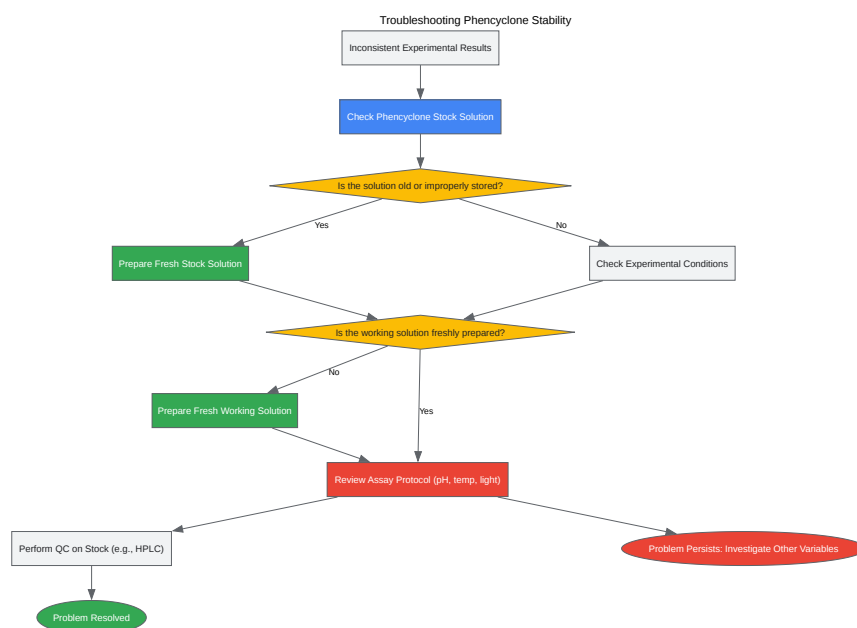 Troubleshooting Phencyclone Stability
Inconsistent Experimental Results
Check Phencyclone Stock Solution
Is the solution old or improperly stored?
Yes
No
Prepare Fresh Stock Solution
Check Experimental Conditions
Is the working solution freshly prepared?
No
Yes
Prepare Fresh Working Solution
Review Assay Protocol (pH, temp, light)
Perform QC on Stock (e.g., HPLC)
Problem Persists: Investigate Other Variables
Problem Resolved